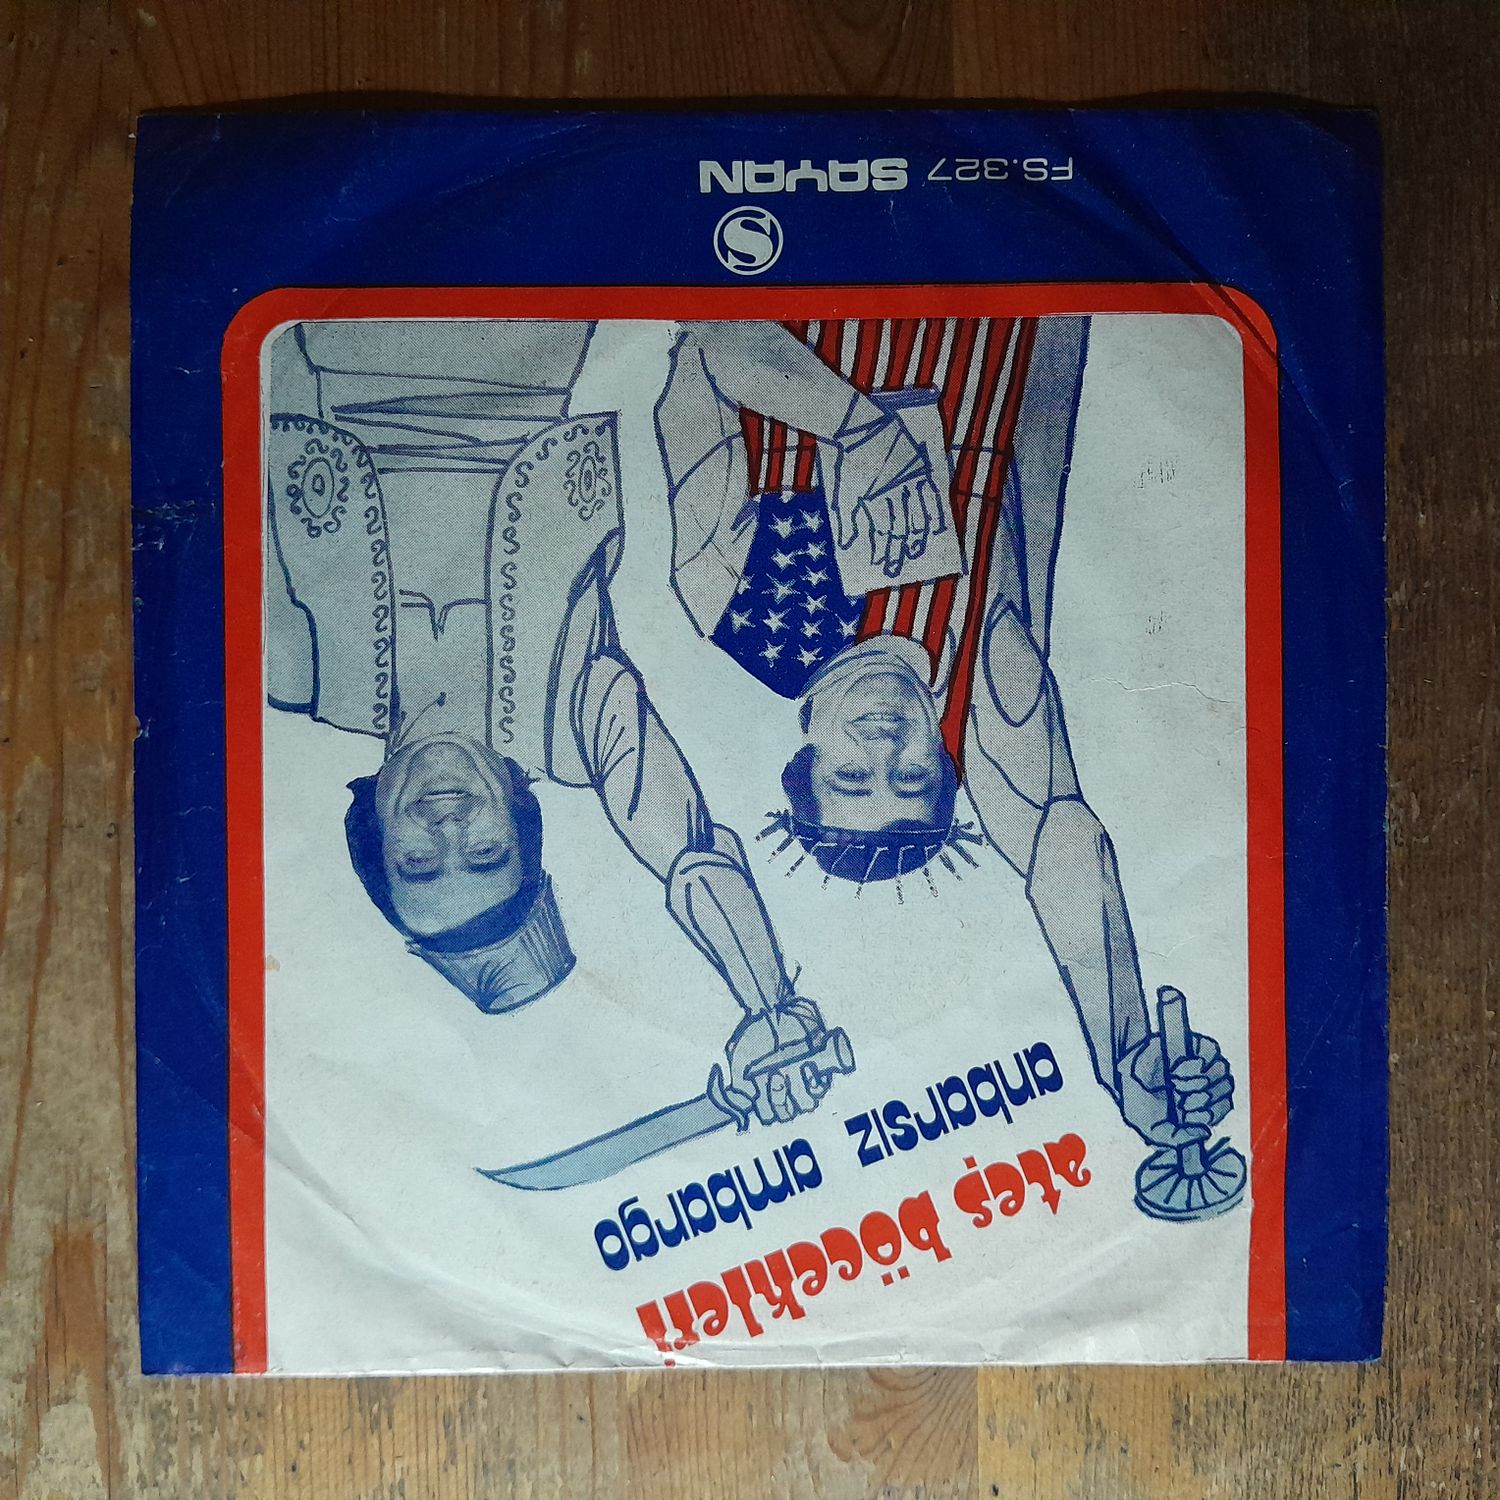 ateş böcekleri
anbarsız ambargo
S
FS.327 SAYAN